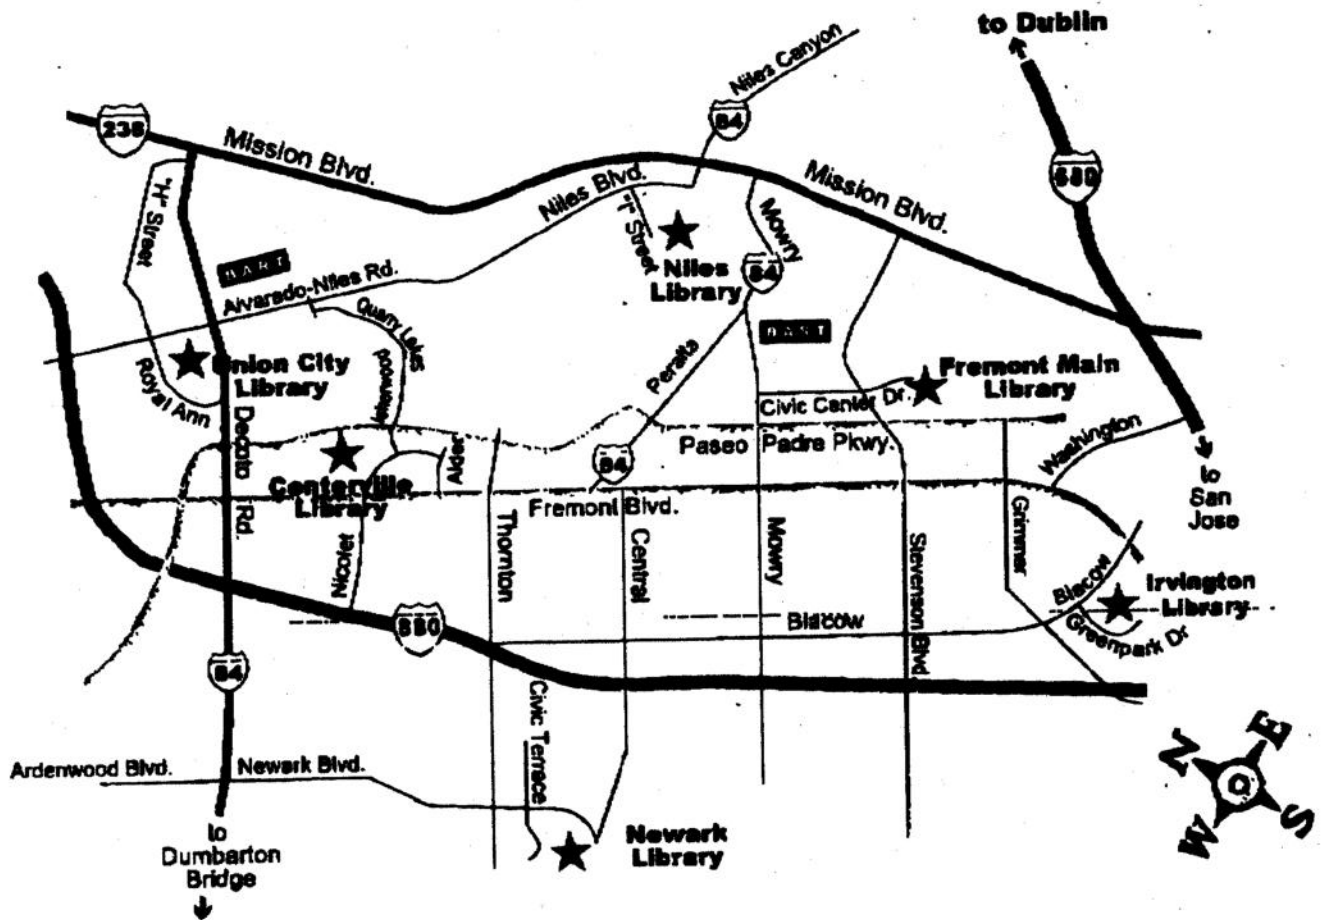 to Dublin
Niles Canyon
84
238
Mission Blvd.
680
"H" Street
Niles Blvd.
"I" Street
Mowry
Mission Blvd.
BART
Alvarado-Niles Rd.
Niles
Library
84
Quarry Lakes
BART
Union City
Library
Royal Ann
Isherwood
Peralta
Fremont Main
Library
Civic Center Dr.
Decoto Rd.
Alder
84
Paseo Padre Pkwy.
Washington
Centerville
Library
Fremont Blvd.
to
San
Jose
Nicolet
Thornton
Central
Mowry
Stevenson Blvd.
Grimmer
Blacow
Irvington
Library
880
Blacow
Greenpark Dr
84
Civic Terrace
Ardenwood Blvd.
Newark Blvd.
N
E
W
S
Newark
Library
to
Dumbarton
Bridge